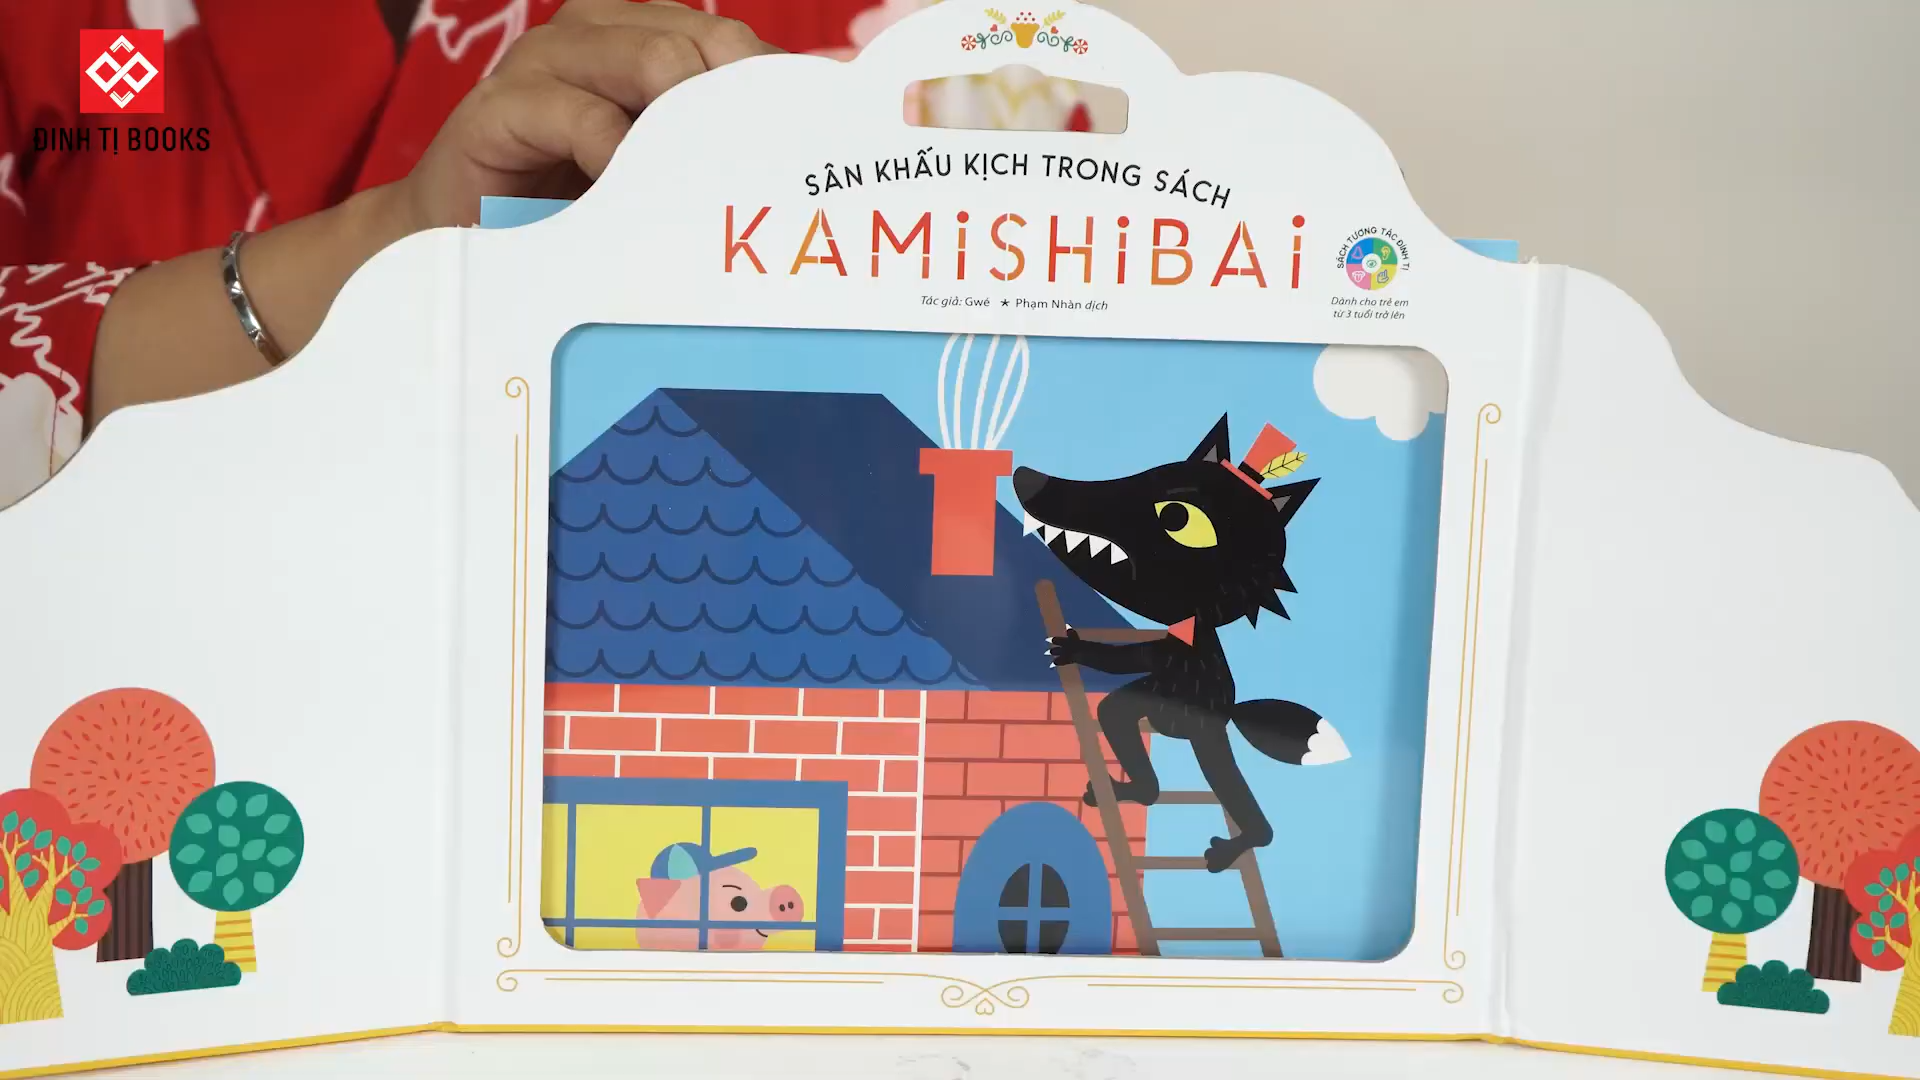 ĐINH TỊ BOOKS
SÂN KHẤU KỊCH TRONG SÁCH
KAMiSHiBAi
Tác giả: Gwé ★ Phạm Nhàn dịch
SÁCH TƯƠNG TÁC ĐINH TỊ
Dành cho trẻ em
từ 3 tuổi trở lên